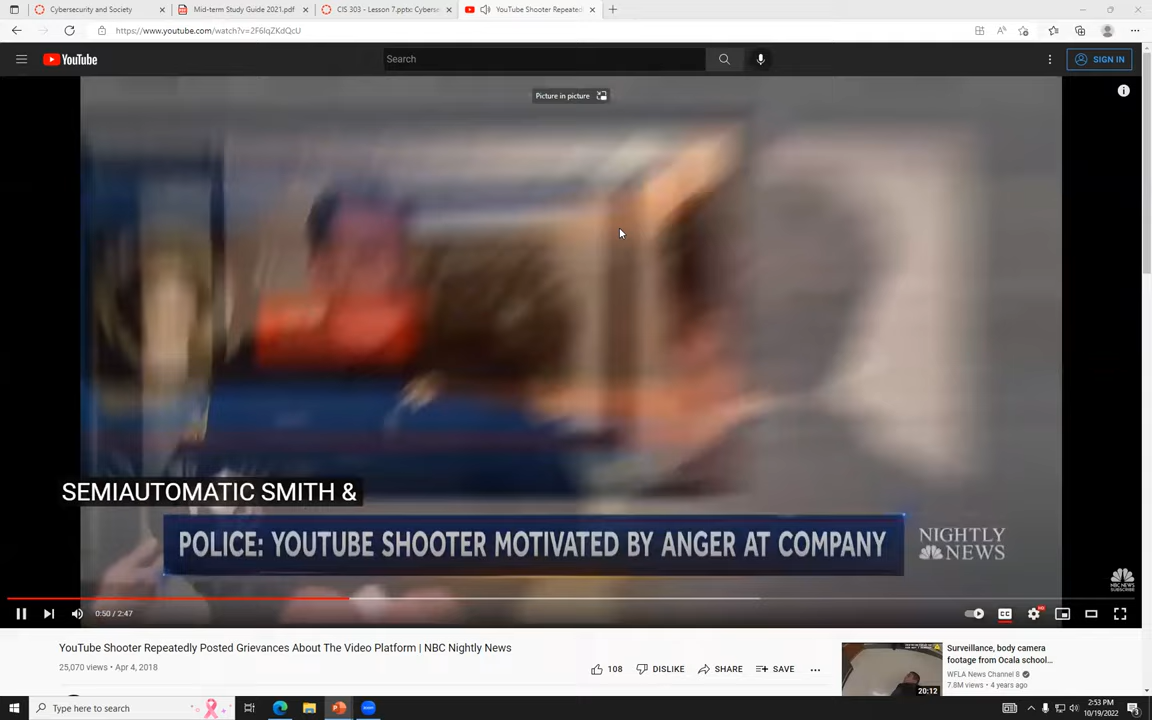 Cybersecurity and Society
Mid-term Study Guide 2021.pdf
CIS 303 - Lesson 7.pptx: Cyberse
YouTube Shooter Repeated
https://www.youtube.com/watch?v=2F6IqZKdQcU
YouTube
Search
SIGN IN
Picture in picture
SEMIAUTOMATIC SMITH &
POLICE: YOUTUBE SHOOTER MOTIVATED BY ANGER AT COMPANY
NIGHTLY
NEWS
NBC NEWS
SUBSCRIBE
0:50 / 2:47
CC
YouTube Shooter Repeatedly Posted Grievances About The Video Platform | NBC Nightly News
25,070 views • Apr 4, 2018
108
DISLIKE
SHARE
SAVE
Surveillance, body camera
footage from Ocala school...
WFLA News Channel 8
7.8M views • 4 years ago
20:12
Type here to search
2:53 PM
10/19/2022